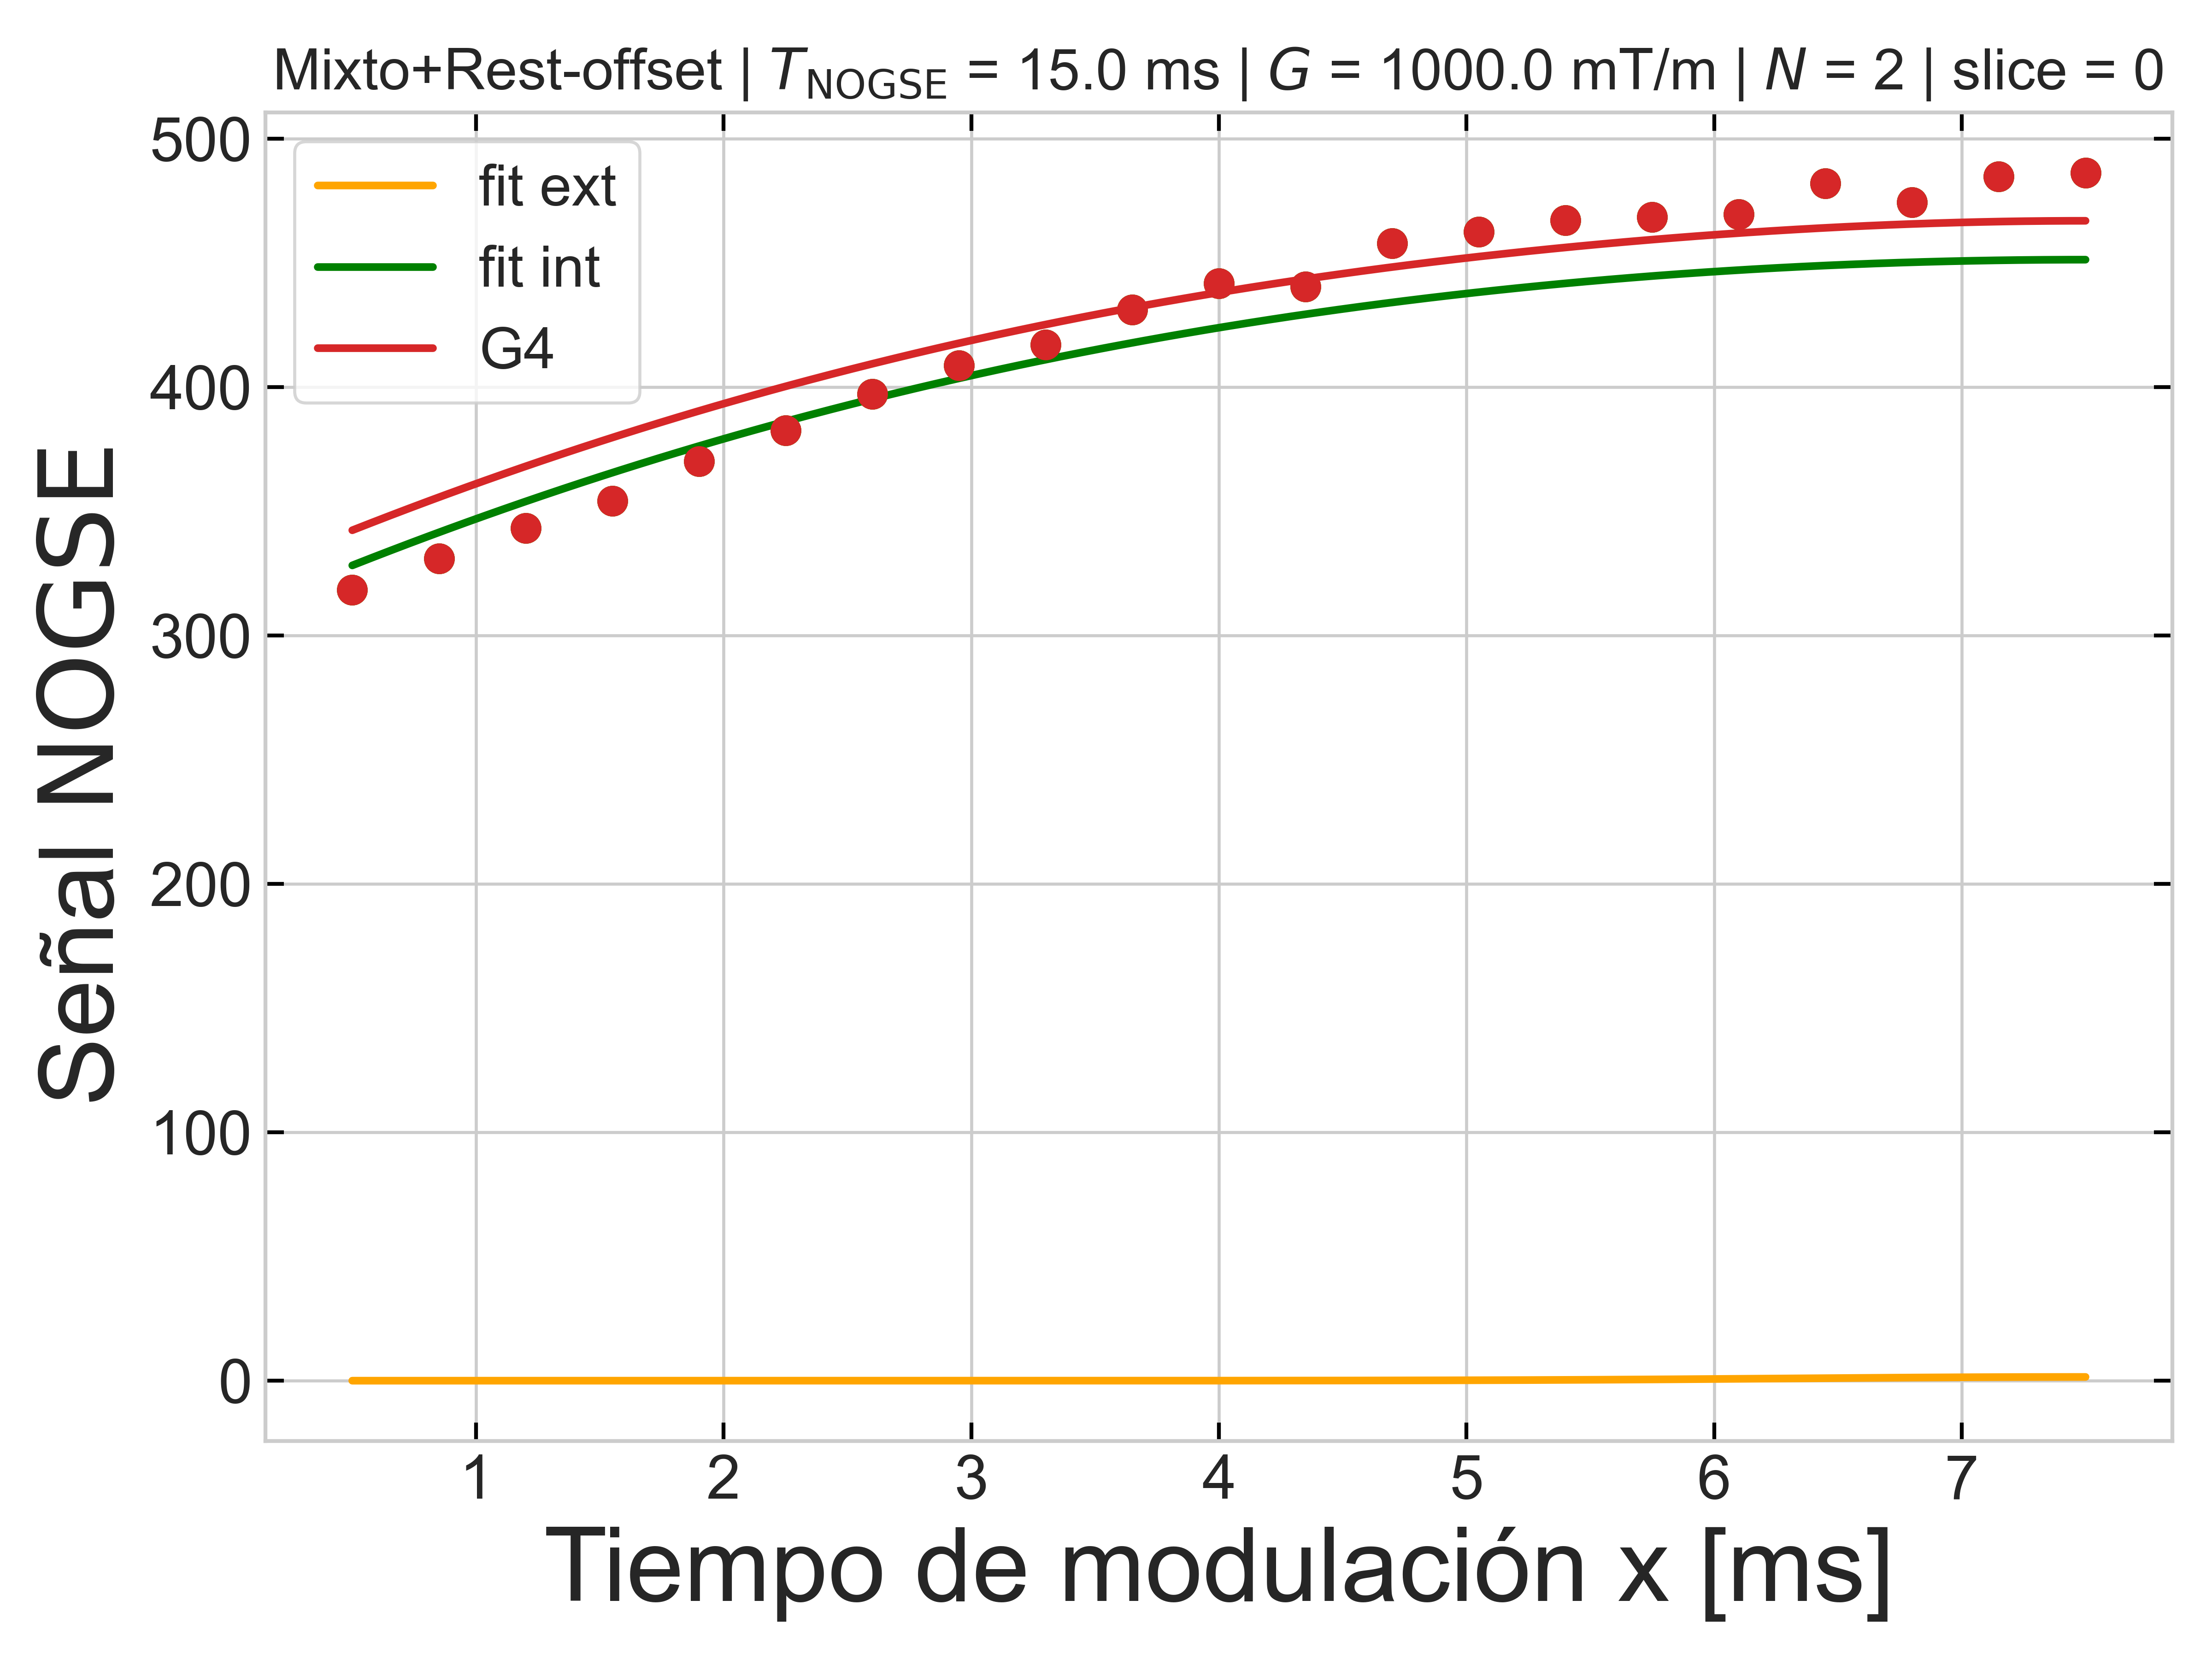 Mixto+Rest-offset | T_NOGSE = 15.0 ms | G = 1000.0 mT/m | N = 2 | slice = 0
500
400
300
200
100
0
fit ext
fit int
G4
Señal NOGSE
1 2 3 4 5 6 7
Tiempo de modulación x [ms]